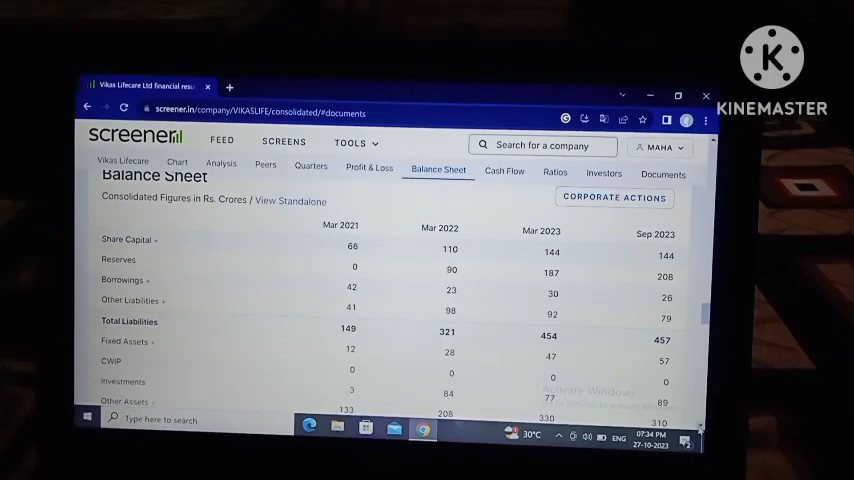 KINEMASTER
Vikas Lifecare Ltd financial resu
screener.in/company/VIKASLIFE/consolidated/#documents
screener
FEED
SCREENS
TOOLS
Search for a company
MAHA
Vikas Lifecare Chart Analysis Peers Quarters Profit & Loss Balance Sheet Cash Flow Ratios Investors Documents
Balance Sheet
CORPORATE ACTIONS
Consolidated Figures in Rs. Crores / View Standalone
Mar 2021 Mar 2022 Mar 2023 Sep 2023
Share Capital + 66 110 144 144
Reserves 0 90 187 208
Borrowings + 42 23 30 26
Other Liabilities + 41 98 92 79
Total Liabilities 149 321 454 457
Fixed Assets + 12 28 47 57
CWIP 0 0 0 0
Investments 3 84 77 89
Other Assets + 133 208 330 310
Activate Windows
Type here to search
30°C
ENG
07:34 PM
27-10-2023
2